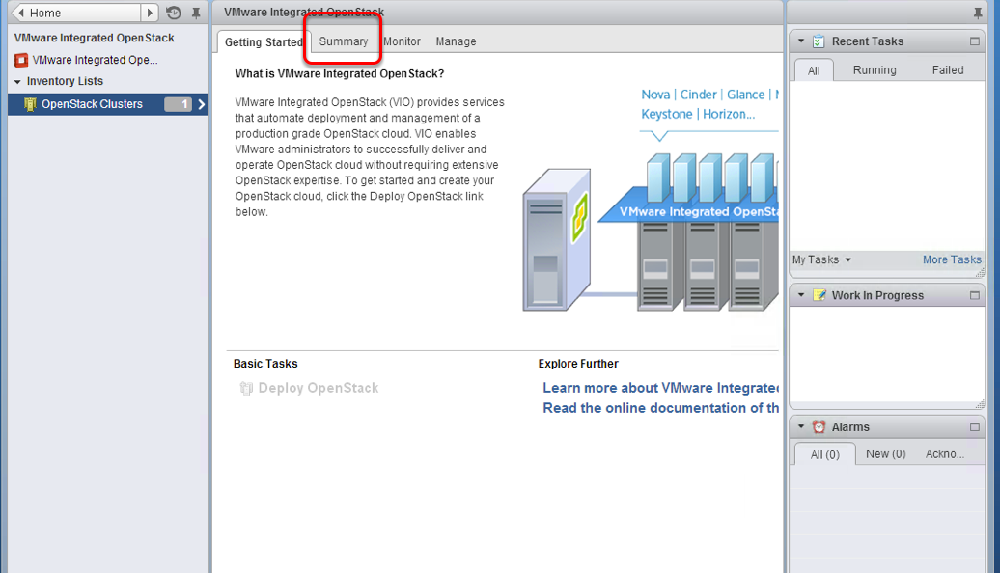 Home
VMware Integrated OpenStack
VMware Integrated Ope...
Inventory Lists
OpenStack Clusters 1
VMware Integrated OpenStack
Getting Started Summary Monitor Manage
What is VMware Integrated OpenStack?
VMware Integrated OpenStack (VIO) provides services
that automate deployment and management of a
production grade OpenStack cloud. VIO enables
VMware administrators to successfully deliver and
operate OpenStack cloud without requiring extensive
OpenStack expertise. To get started and create your
OpenStack cloud, click the Deploy OpenStack link
below.
Nova | Cinder | Glance |
Keystone | Horizon...
VMware Integrated OpenSta
Basic Tasks
Deploy OpenStack
Explore Further
Learn more about VMware Integrated
Read the online documentation of th
Recent Tasks
All Running Failed
My Tasks More Tasks
Work In Progress
Alarms
All (0) New (0) Ackno...